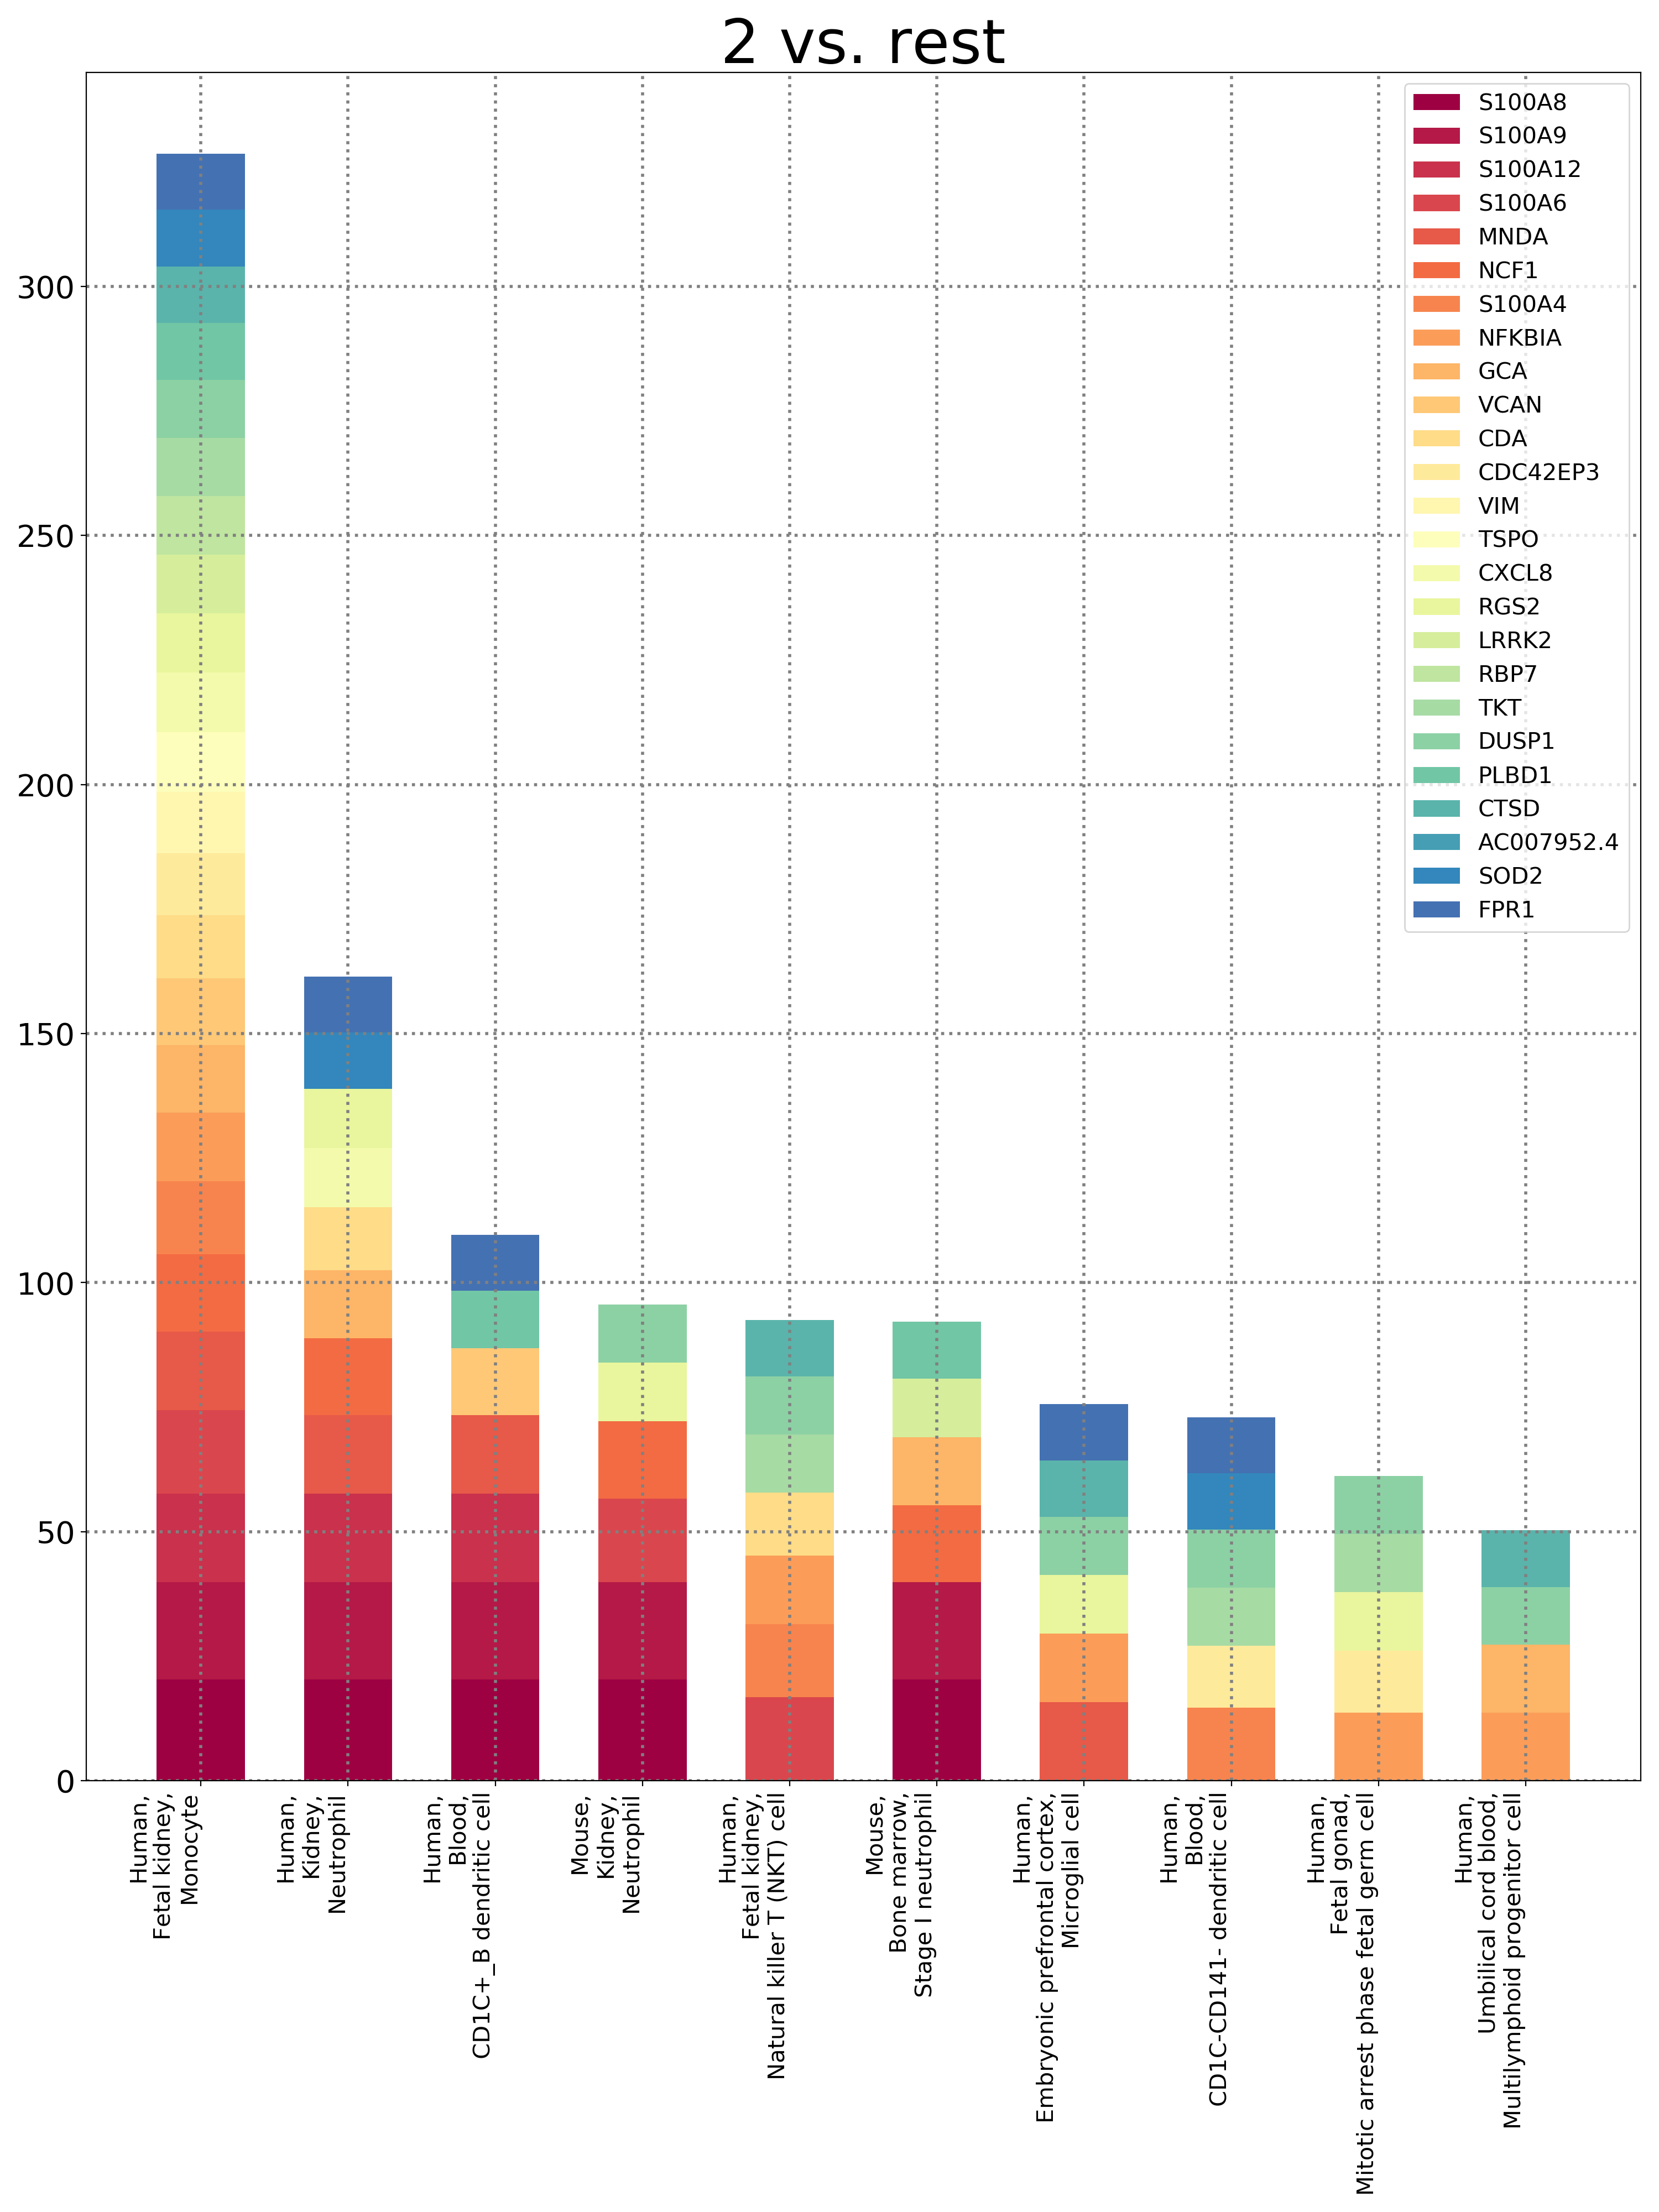 2 vs. rest
300
250
200
150
100
50
0
S100A8
S100A9
S100A12
S100A6
MNDA
NCF1
S100A4
NFKBIA
GCA
VCAN
CDA
CDC42EP3
VIM
TSPO
CXCL8
RGS2
LRRK2
RBP7
TKT
DUSP1
PLBD1
CTSD
AC007952.4
SOD2
FPR1
Human,
Fetal kidney,
Monocyte
Human,
Kidney,
Neutrophil
Human,
Blood,
CD1C+_B dendritic cell
Mouse,
Kidney,
Neutrophil
Human,
Fetal kidney,
Natural killer T (NKT) cell
Mouse,
Bone marrow,
Stage I neutrophil
Human,
Embryonic prefrontal cortex,
Microglial cell
Human,
Blood,
CD1C-CD141- dendritic cell
Human,
Fetal gonad,
Mitotic arrest phase fetal germ cell
Human,
Umbilical cord blood,
Multilymphoid progenitor cell